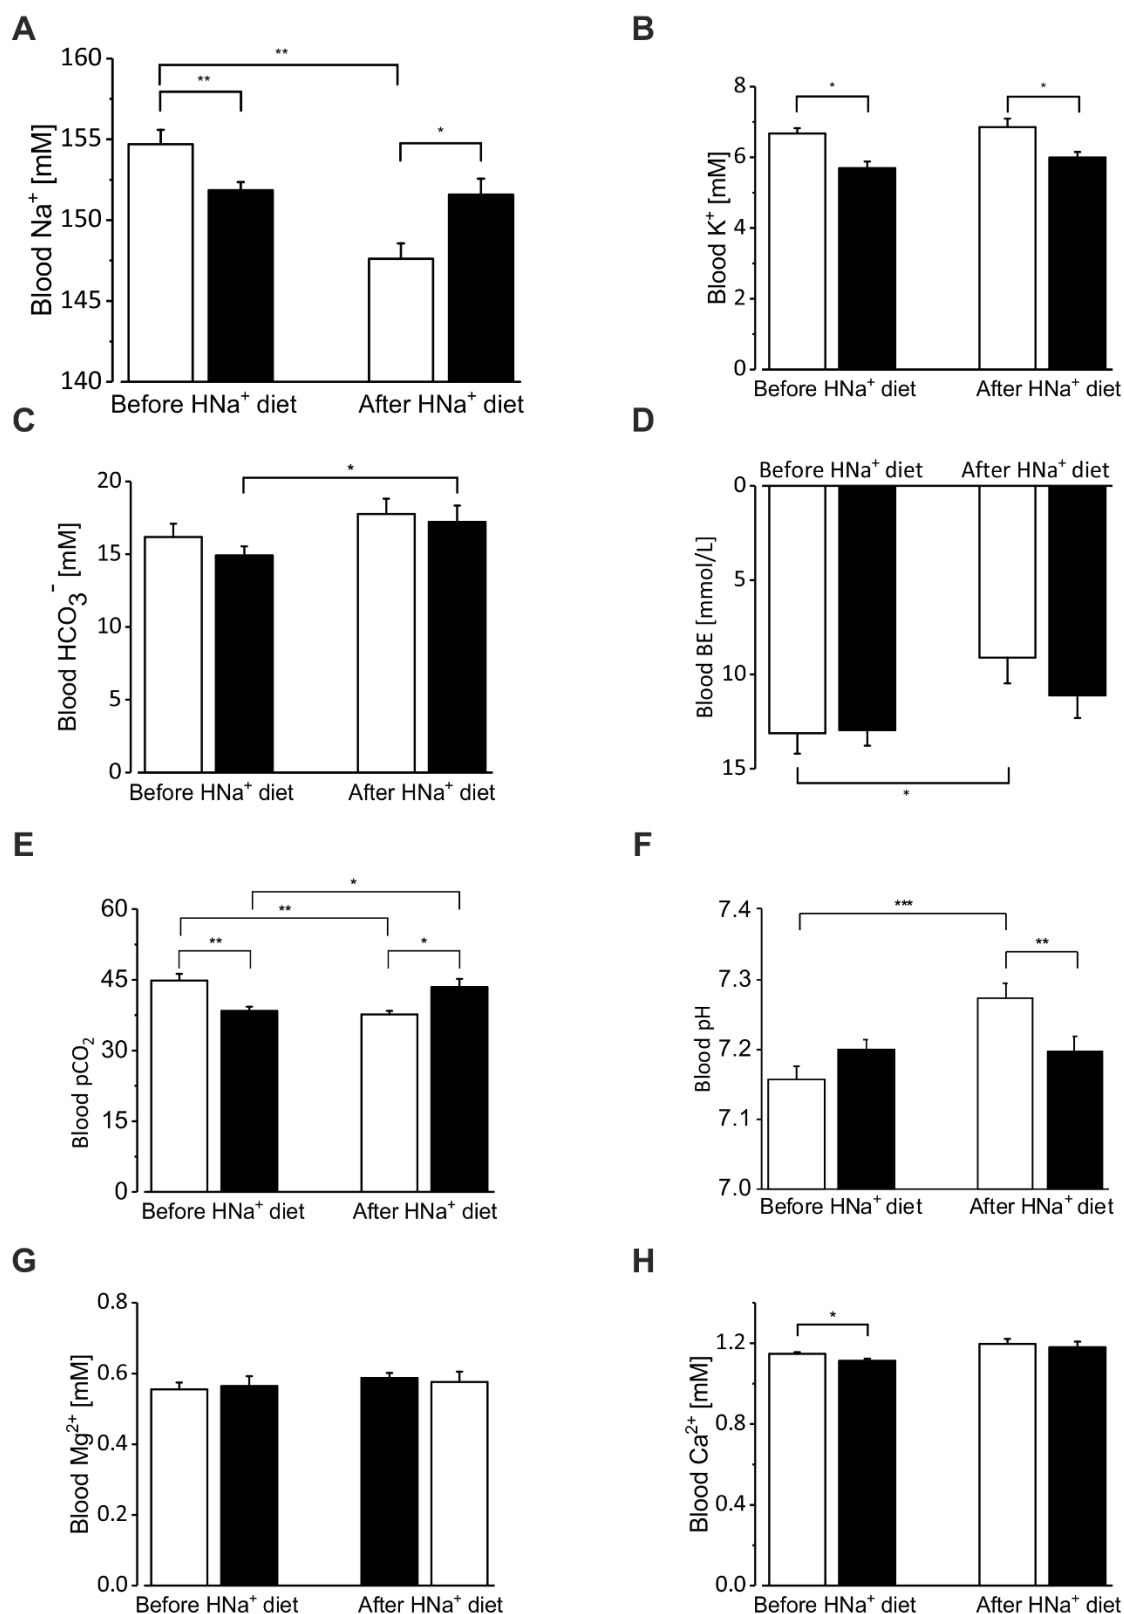 A
Blood Na⁺ [mM]
160
155
150
145
140
**
**
*
Before HNa⁺ diet
After HNa⁺ diet
B
Blood K⁺ [mM]
8
6
4
2
0
*
*
Before HNa⁺ diet
After HNa⁺ diet
C
Blood HCO₃⁻ [mM]
20
15
10
5
0
*
Before HNa⁺ diet
After HNa⁺ diet
D
Before HNa⁺ diet
After HNa⁺ diet
Blood BE [mmol/L]
0
5
10
15
*
E
Blood pCO₂
60
45
30
15
0
*
**
**
*
Before HNa⁺ diet
After HNa⁺ diet
F
Blood pH
7.4
7.3
7.2
7.1
7.0
***
**
Before HNa⁺ diet
After HNa⁺ diet
G
Blood Mg²⁺ [mM]
0.8
0.6
0.4
0.2
0.0
Before HNa⁺ diet
After HNa⁺ diet
H
Blood Ca²⁺ [mM]
1.2
0.8
0.4
0.0
*
Before HNa⁺ diet
After HNa⁺ diet